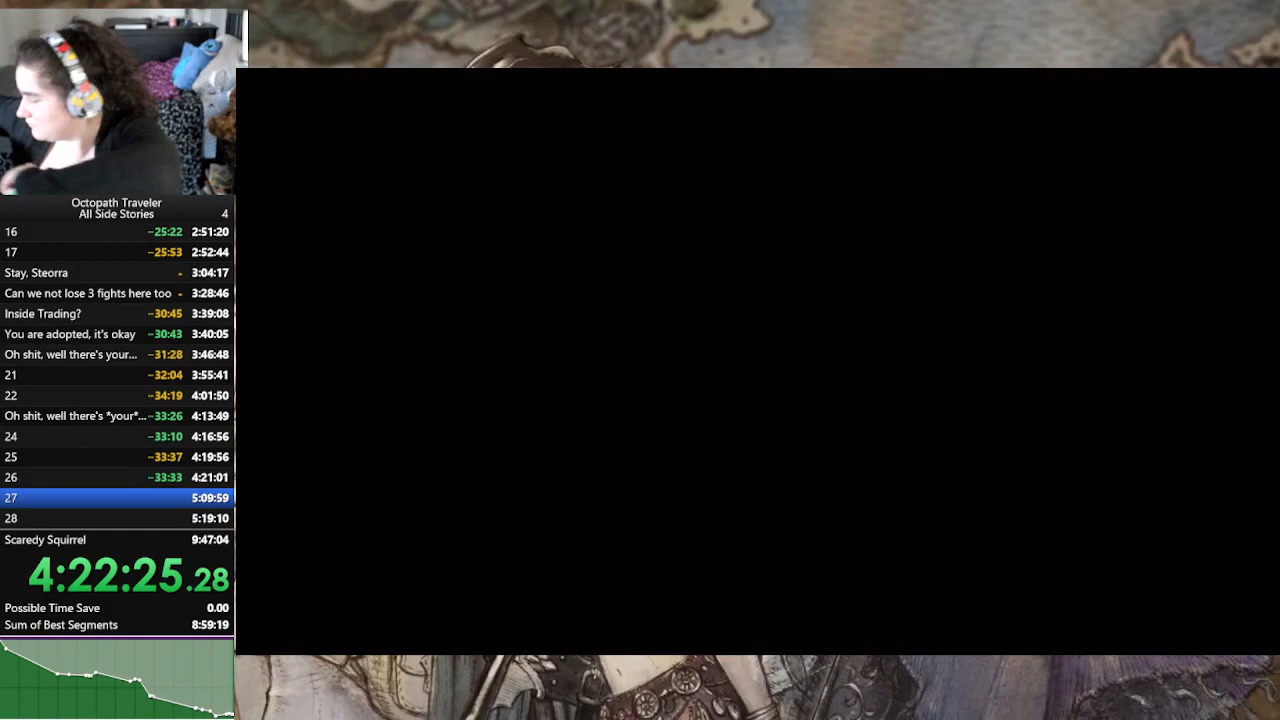 Octopath Traveler
All Side Stories 4
16 -25:22 2:51:20
17 -25:53 2:52:44
Stay, Steorra - 3:04:17
Can we not lose 3 fights here too - 3:28:46
Inside Trading? -30:45 3:39:08
You are adopted, it's okay -30:43 3:40:05
Oh shit, well there's your... -31:28 3:46:48
21 -32:04 3:55:41
22 -34:19 4:01:50
Oh shit, well there's *your*... -33:26 4:13:49
24 -33:10 4:16:56
25 -33:37 4:19:56
26 -33:33 4:21:01
27 5:09:59
28 5:19:10
Scaredy Squirrel 9:47:04
4:22:25.28
Possible Time Save 0.00
Sum of Best Segments 8:59:19